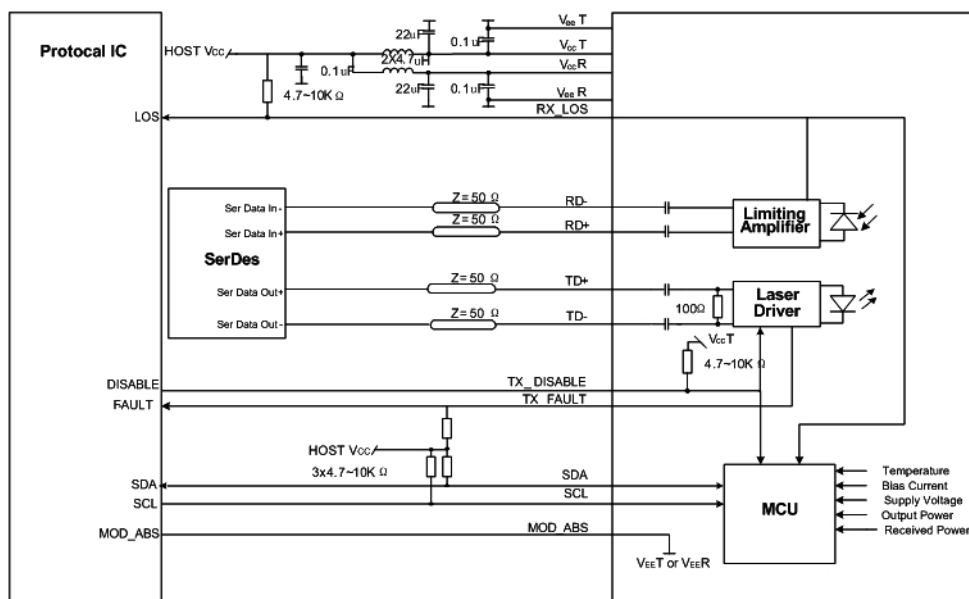 Protocal IC
HOST Vcc
22uF
0.1uF
VeeT
VccT
2X4.7uH
0.1uF
VccR
4.7~10K Ω
22uF
0.1uF
VeeR
LOS
RX_LOS
Ser Data In-
Z= 50 Ω
RD-
Limiting
Amplifier
Ser Data In+
Z= 50 Ω
RD+
SerDes
Ser Data Out+
Z= 50 Ω
TD+
100Ω
Laser
Driver
Ser Data Out-
Z= 50 Ω
TD-
VccT
4.7~10K Ω
DISABLE
TX_DISABLE
FAULT
TX_FAULT
HOST Vcc
3x4.7~10K Ω
SDA
SDA
SCL
SCL
MCU
Temperature
Bias Current
Supply Voltage
Output Power
Received Power
MOD_ABS
MOD_ABS
VEET or VEER